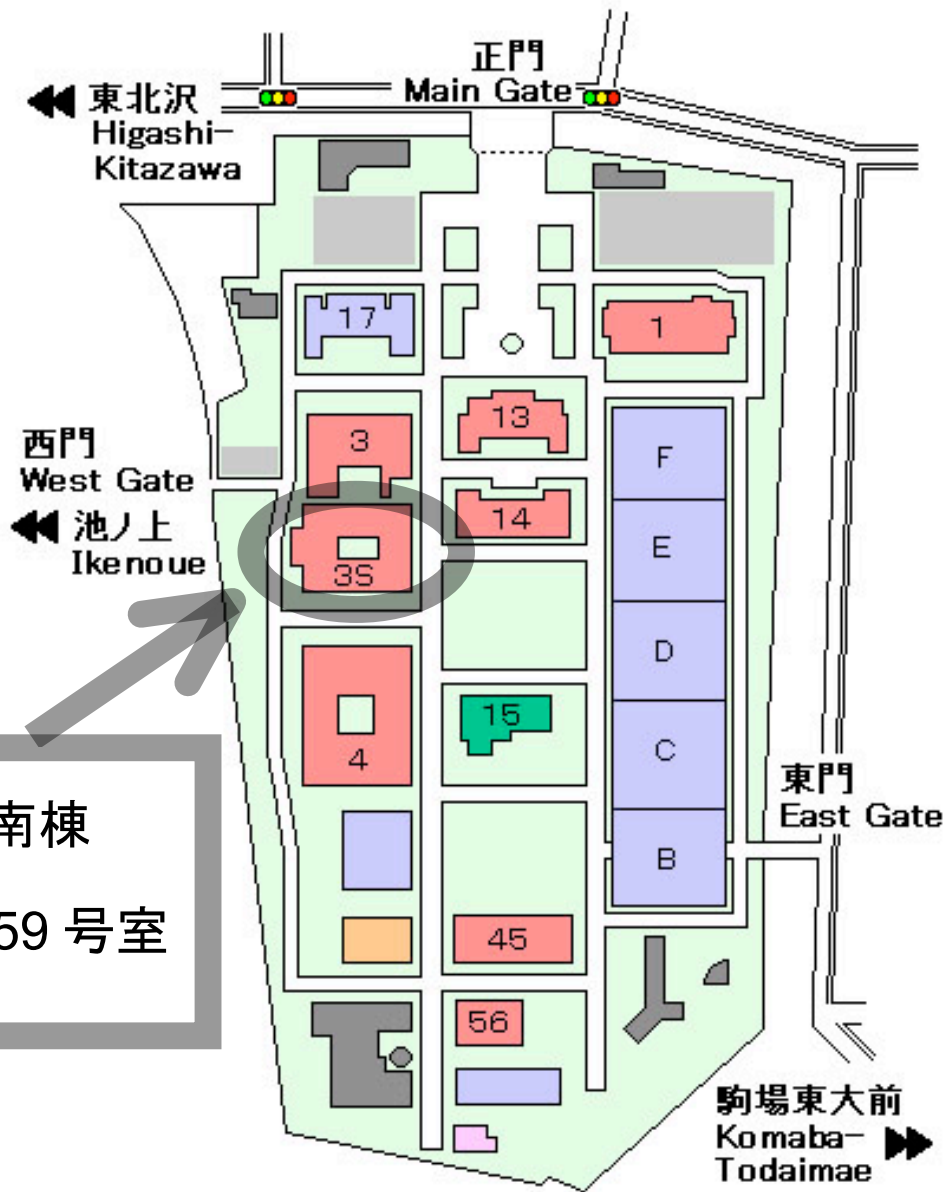 正門
Main Gate
東北沢
Higashi-
Kitazawa
17
1
13
3
F
西門
West Gate
14
E
池ノ上
Ikenoue
3S
D
15
C
4
東門
East Gate
南棟
B
59 号室
45
56
駒場東大前
Komaba-
Todaimae